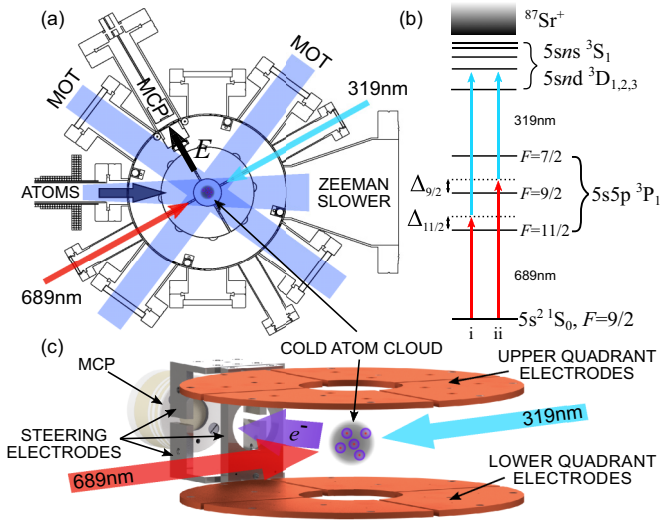 (a)
MOT
MCP
MOT
319nm
E
ATOMS
ZEEMAN
SLOWER
689nm
(b)
⁸⁷Sr⁺
5sns ³S₁
5snd ³D₁,₂,₃
319nm
F=7/2
Δ₉/₂
F=9/2
5s5p ³P₁
Δ₁₁/₂
F=11/2
689nm
5s² ¹S₀, F=9/2
i ii
(c)
COLD ATOM CLOUD
MCP
UPPER QUADRANT
ELECTRODES
STEERING
ELECTRODES
e⁻
319nm
689nm
LOWER QUADRANT
ELECTRODES